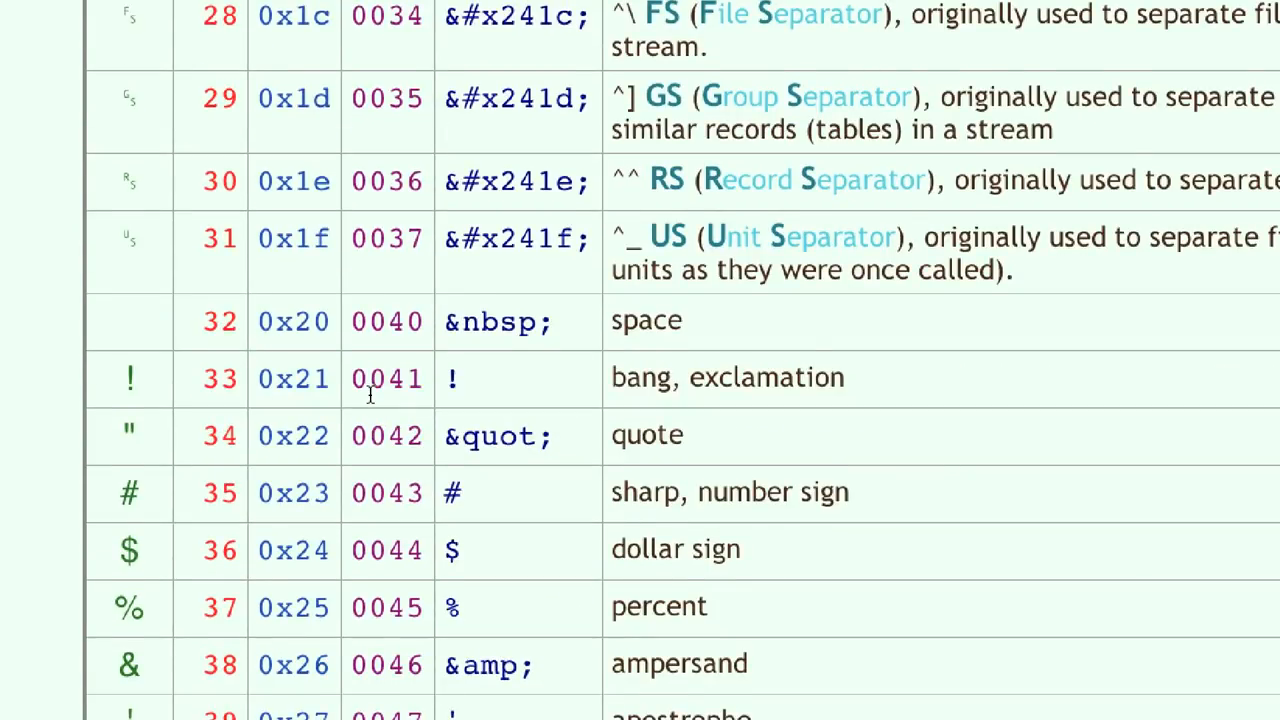 FS 28 0x1c 0034 &#x241c; ^\ FS (File Separator), originally used to separate fil
stream.
GS 29 0x1d 0035 &#x241d; ^] GS (Group Separator), originally used to separate
similar records (tables) in a stream
RS 30 0x1e 0036 &#x241e; ^^ RS (Record Separator), originally used to separate
US 31 0x1f 0037 &#x241f; ^_ US (Unit Separator), originally used to separate f
units as they were once called).
32 0x20 0040 &nbsp; space
! 33 0x21 0041 ! bang, exclamation
" 34 0x22 0042 &quot; quote
# 35 0x23 0043 # sharp, number sign
$ 36 0x24 0044 $ dollar sign
% 37 0x25 0045 % percent
& 38 0x26 0046 &amp; ampersand
' 39 0x27 0047 ' apostrophe